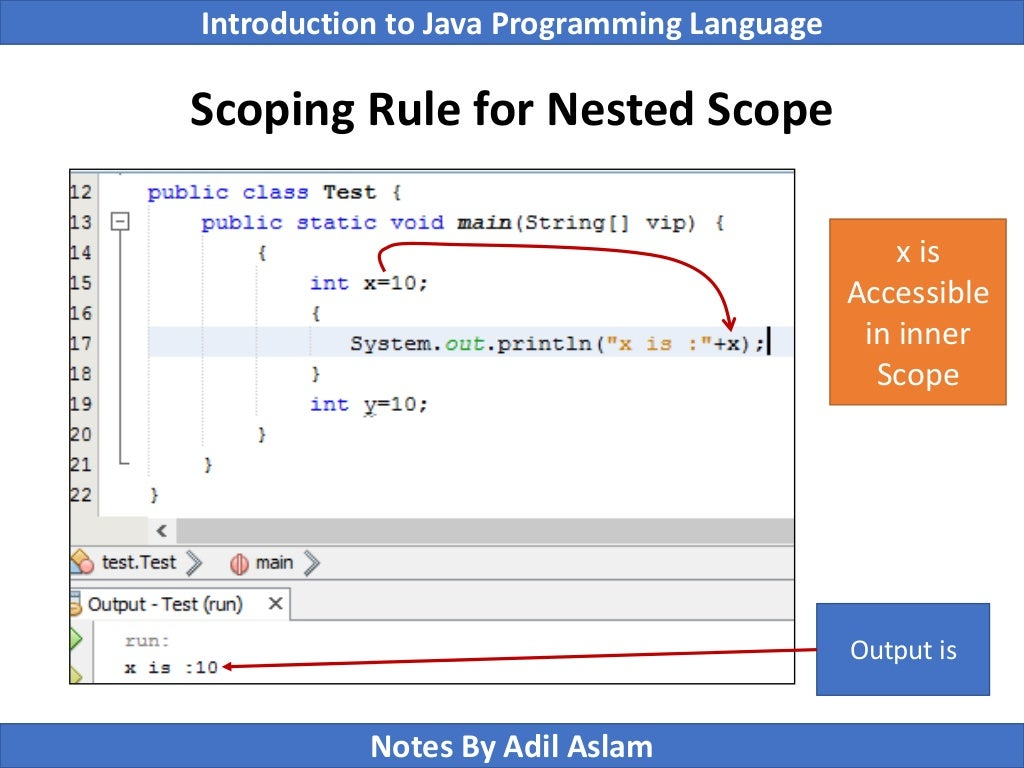 Introduction to Java Programming Language
Scoping Rule for Nested Scope
12 public class Test {
13 public static void main(String[] vip) {
14 {
15 int x=10;
16 {
17 System.out.println("x is :"+x);
18 }
19 int y=10;
20 }
21 }
22 }
test.Test main
Output - Test (run)
run:
x is :10
x is
Accessible
in inner
Scope
Output is
Notes By Adil Aslam